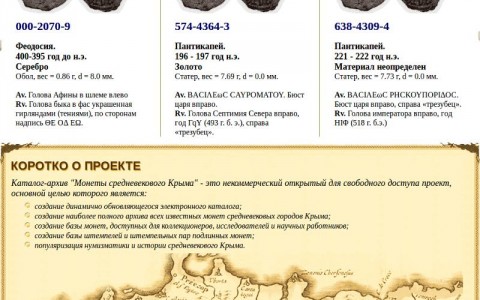 000-2070-9
Феодосия.
400-395 год до н.э.
Серебро
Обол, вес = 0.86 г, d = 8.0 мм.
Av. Голова Афины в шлеме влево
Rv. Голова быка в фас украшенная
гирляндами (тениями), по сторонам
надпись ΘЕ ΟΔ ΕΩ.
574-4364-3
Пантикапей.
196 - 197 год н.э.
Золото
Статер, вес = 7.69 г, d = 0.0 мм.
Av. ΒΑCΙΛΕωC CΑΥΡΟΜΑΤΟΥ. Бюст
царя вправо.
Rv. Голова Септимия Севера вправо,
год ГqΥ (493 г. б.э.), справа
«трезубец».
638-4309-4
Пантикапей.
221 - 222 год н.э.
Материал неопределен
Статер, вес = 7.73 г, d = 0.0 мм.
Av. ΒΑCΙΛΕωC ΡΗCΚΟΥΠΟΡΙΔΟC.
Бюст царя вправо, справа «трезубец».
Rv. Голова императора вправо, год
ΗΙΦ (518 г. б.э.)
КОРОТКО О ПРОЕКТЕ
Каталог-архив "Монеты средневекового Крыма" - это некоммерческий открытый для свободного доступа проект,
основной целью которого является:
создание динамично обновляющегося электронного каталога;
создание наиболее полного архива всех известных монет средневековых городов Крыма;
создание базы монет, доступных для коллекционеров, исследователей и научных работников;
создание базы штемпелей и штемпельных пар подлинных монет;
популяризация нумизматики и истории средневекового Крыма.